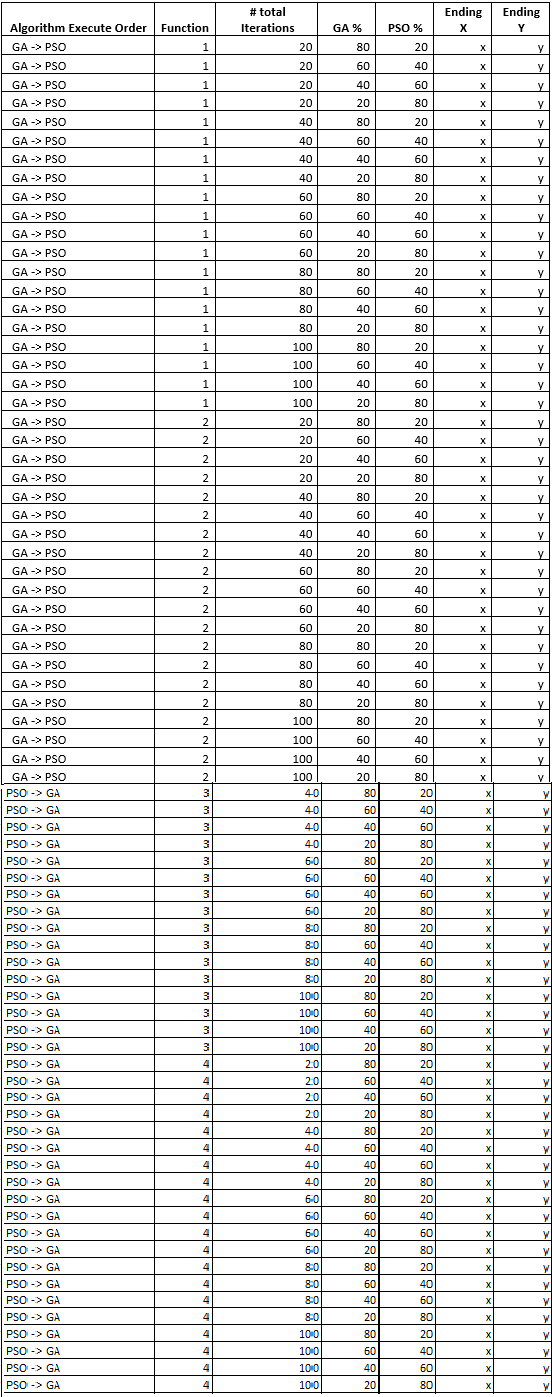 Algorithm Execute Order Function # total Iterations GA % PSO % Ending X Ending Y
GA -> PSO 1 20 80 20 x y
GA -> PSO 1 20 60 40 x y
GA -> PSO 1 20 40 60 x y
GA -> PSO 1 20 20 80 x y
GA -> PSO 1 40 80 20 x y
GA -> PSO 1 40 60 40 x y
GA -> PSO 1 40 40 60 x y
GA -> PSO 1 40 20 80 x y
GA -> PSO 1 60 80 20 x y
GA -> PSO 1 60 60 40 x y
GA -> PSO 1 60 40 60 x y
GA -> PSO 1 60 20 80 x y
GA -> PSO 1 80 80 20 x y
GA -> PSO 1 80 60 40 x y
GA -> PSO 1 80 40 60 x y
GA -> PSO 1 80 20 80 x y
GA -> PSO 1 100 80 20 x y
GA -> PSO 1 100 60 40 x y
GA -> PSO 1 100 40 60 x y
GA -> PSO 1 100 20 80 x y
GA -> PSO 2 20 80 20 x y
GA -> PSO 2 20 60 40 x y
GA -> PSO 2 20 40 60 x y
GA -> PSO 2 20 20 80 x y
GA -> PSO 2 40 80 20 x y
GA -> PSO 2 40 60 40 x y
GA -> PSO 2 40 40 60 x y
GA -> PSO 2 40 20 80 x y
GA -> PSO 2 60 80 20 x y
GA -> PSO 2 60 60 40 x y
GA -> PSO 2 60 40 60 x y
GA -> PSO 2 60 20 80 x y
GA -> PSO 2 80 80 20 x y
GA -> PSO 2 80 60 40 x y
GA -> PSO 2 80 40 60 x y
GA -> PSO 2 80 20 80 x y
GA -> PSO 2 100 80 20 x y
GA -> PSO 2 100 60 40 x y
GA -> PSO 2 100 40 60 x y
GA -> PSO 2 100 20 80 x y
PSO -> GA 3 40 80 20 x y
PSO -> GA 3 40 60 40 x y
PSO -> GA 3 40 40 60 x y
PSO -> GA 3 40 20 80 x y
PSO -> GA 3 60 80 20 x y
PSO -> GA 3 60 60 40 x y
PSO -> GA 3 60 40 60 x y
PSO -> GA 3 60 20 80 x y
PSO -> GA 3 80 80 20 x y
PSO -> GA 3 80 60 40 x y
PSO -> GA 3 80 40 60 x y
PSO -> GA 3 80 20 80 x y
PSO -> GA 3 100 80 20 x y
PSO -> GA 3 100 60 40 x y
PSO -> GA 3 100 40 60 x y
PSO -> GA 3 100 20 80 x y
PSO -> GA 4 20 80 20 x y
PSO -> GA 4 20 60 40 x y
PSO -> GA 4 20 40 60 x y
PSO -> GA 4 20 20 80 x y
PSO -> GA 4 40 80 20 x y
PSO -> GA 4 40 60 40 x y
PSO -> GA 4 40 40 60 x y
PSO -> GA 4 40 20 80 x y
PSO -> GA 4 60 80 20 x y
PSO -> GA 4 60 60 40 x y
PSO -> GA 4 60 40 60 x y
PSO -> GA 4 60 20 80 x y
PSO -> GA 4 80 80 20 x y
PSO -> GA 4 80 60 40 x y
PSO -> GA 4 80 40 60 x y
PSO -> GA 4 80 20 80 x y
PSO -> GA 4 100 80 20 x y
PSO -> GA 4 100 60 40 x y
PSO -> GA 4 100 40 60 x y
PSO -> GA 4 100 20 80 x y